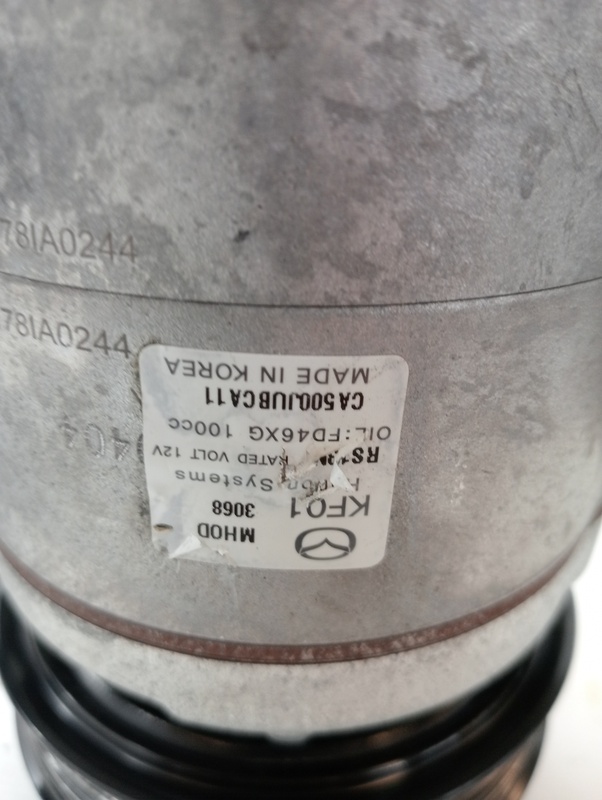 78IA0244
78IA0244
MHOD
KF01 3068
Systems
RATED VOLT 12V
OIL:FD46XG 100cc
CA500JUBCA11
MADE IN KOREA